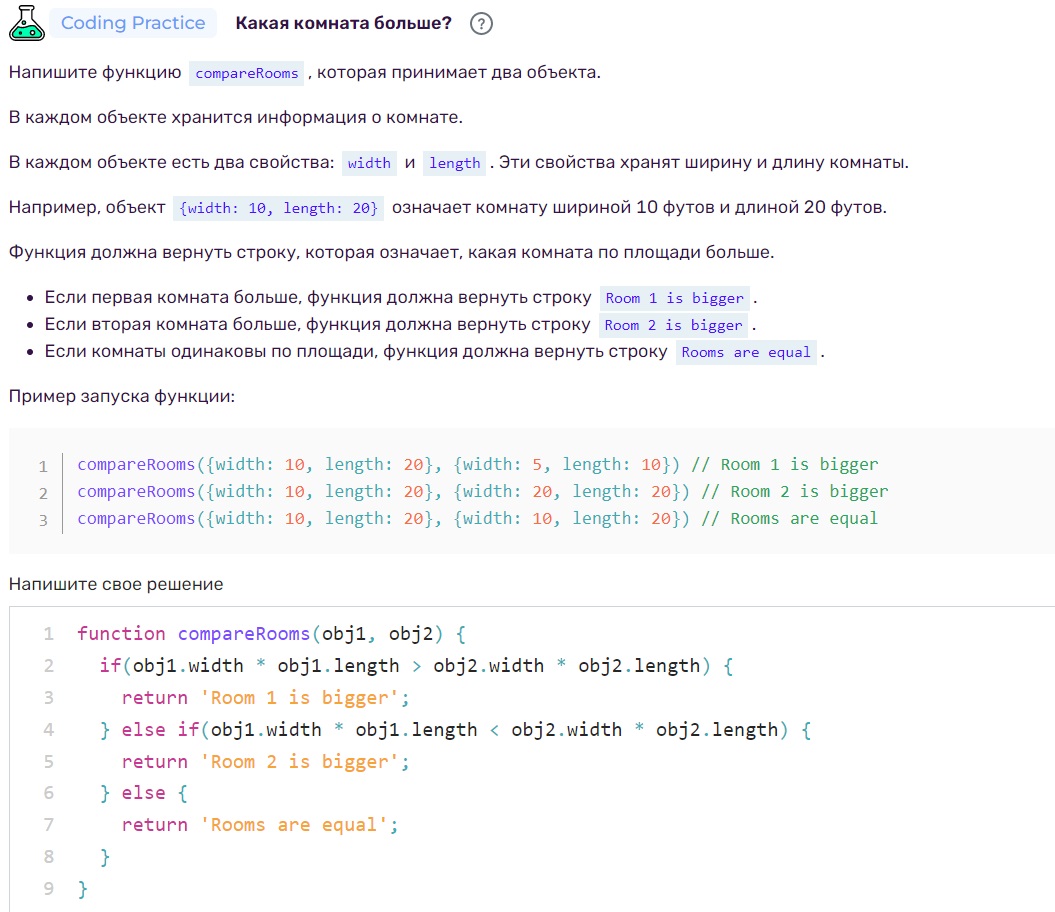 Coding Practice Какая комната больше? ?
Напишите функцию compareRooms , которая принимает два объекта.
В каждом объекте хранится информация о комнате.
В каждом объекте есть два свойства: width и length . Эти свойства хранят ширину и длину комнаты.
Например, объект {width: 10, length: 20} означает комнату шириной 10 футов и длиной 20 футов.
Функция должна вернуть строку, которая означает, какая комната по площади больше.
• Если первая комната больше, функция должна вернуть строку Room 1 is bigger .
• Если вторая комната больше, функция должна вернуть строку Room 2 is bigger .
• Если комнаты одинаковы по площади, функция должна вернуть строку Rooms are equal .
Пример запуска функции:
1 compareRooms({width: 10, length: 20}, {width: 5, length: 10}) // Room 1 is bigger
2 compareRooms({width: 10, length: 20}, {width: 20, length: 20}) // Room 2 is bigger
3 compareRooms({width: 10, length: 20}, {width: 10, length: 20}) // Rooms are equal
Напишите свое решение
1 function compareRooms(obj1, obj2) {
2 if(obj1.width * obj1.length > obj2.width * obj2.length) {
3 return 'Room 1 is bigger';
4 } else if(obj1.width * obj1.length < obj2.width * obj2.length) {
5 return 'Room 2 is bigger';
6 } else {
7 return 'Rooms are equal';
8 }
9 }